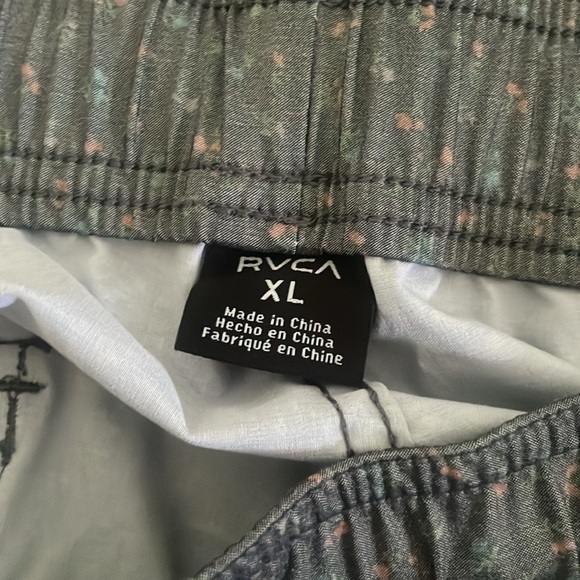 RVCA
XL
Made in China
Hecho en China
Fabriqué en Chine